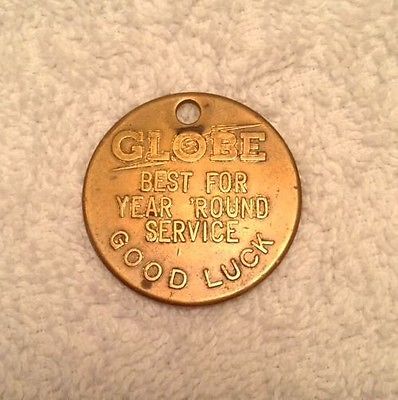 GLOBE
BEST FOR
YEAR 'ROUND
SERVICE
GOOD LUCK